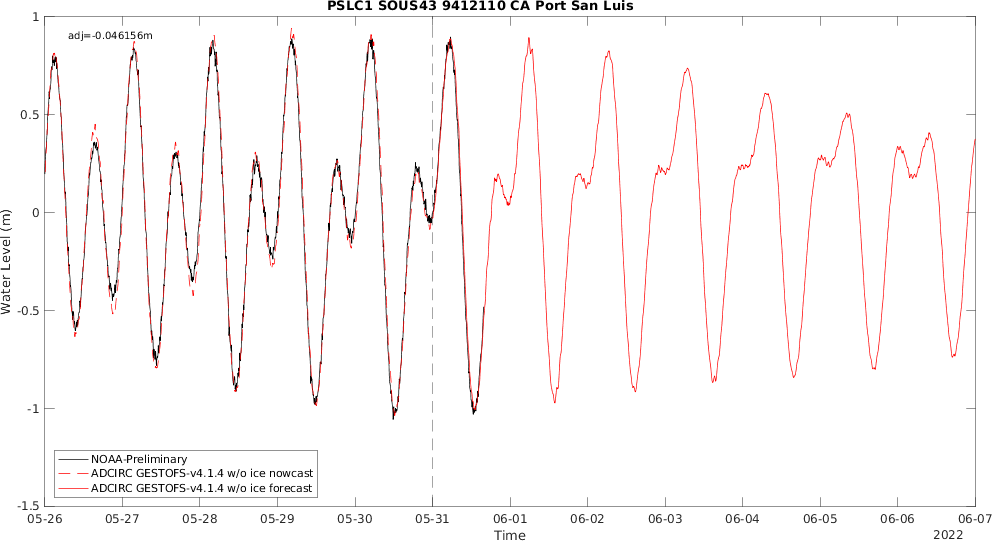 PSLC1 SOUS43 9412110 CA Port San Luis
adj=-0.046156m
1
0.5
0
-0.5
-1
-1.5
Water Level (m)
NOAA-Preliminary
ADCIRC GESTOFS-v4.1.4 w/o ice nowcast
ADCIRC GESTOFS-v4.1.4 w/o ice forecast
05-26 05-27 05-28 05-29 05-30 05-31 06-01 06-02 06-03 06-04 06-05 06-06 06-07
Time
2022